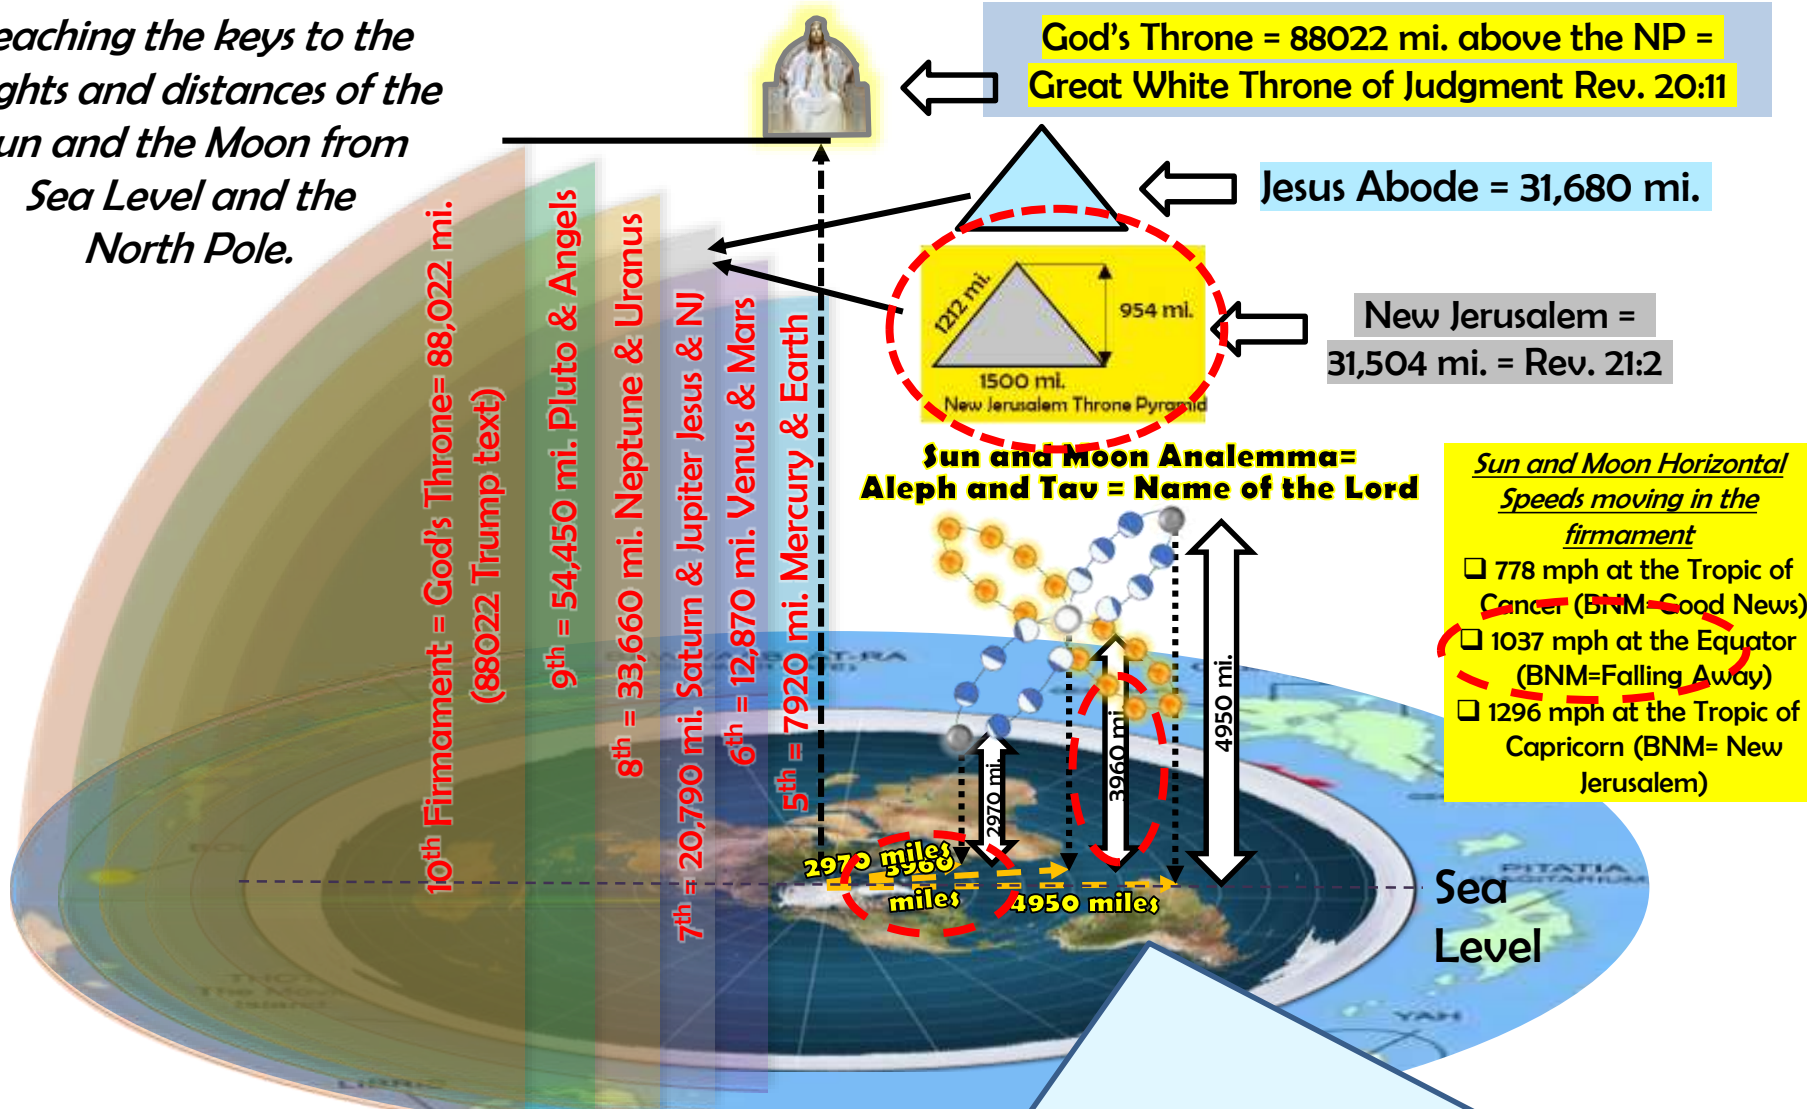 eaching the keys to the
ghts and distances of the
un and the Moon from
Sea Level and the
North Pole.
God's Throne = 88022 mi. above the NP =
Great White Throne of Judgment Rev. 20:11
Jesus Abode = 31,680 mi.
1212 mi.
954 mi.
1500 mi.
New Jerusalem Throne Pyramid
New Jerusalem =
31,504 mi. = Rev. 21:2
10th Firmament = God's Throne= 88,022 mi.
(88022 Trump text)
9th = 54,450 mi. Pluto & Angels
8th = 33,660 mi. Neptune & Uranus
7th = 20,790 mi. Saturn & Jupiter Jesus & NJ
6th = 12,870 mi. Venus & Mars
5th = 7920 mi. Mercury & Earth
Sun and Moon Analemma=
Aleph and Tav = Name of the Lord
Sun and Moon Horizontal
Speeds moving in the
firmament
❑ 778 mph at the Tropic of
Cancer (BNM=Good News)
❑ 1037 mph at the Equator
(BNM=Falling Away)
❑ 1296 mph at the Tropic of
Capricorn (BNM= New
Jerusalem)
2970 mi.
3960 mi.
4950 mi.
2970 miles
3960
miles
4950 miles
Sea
Level
YAH